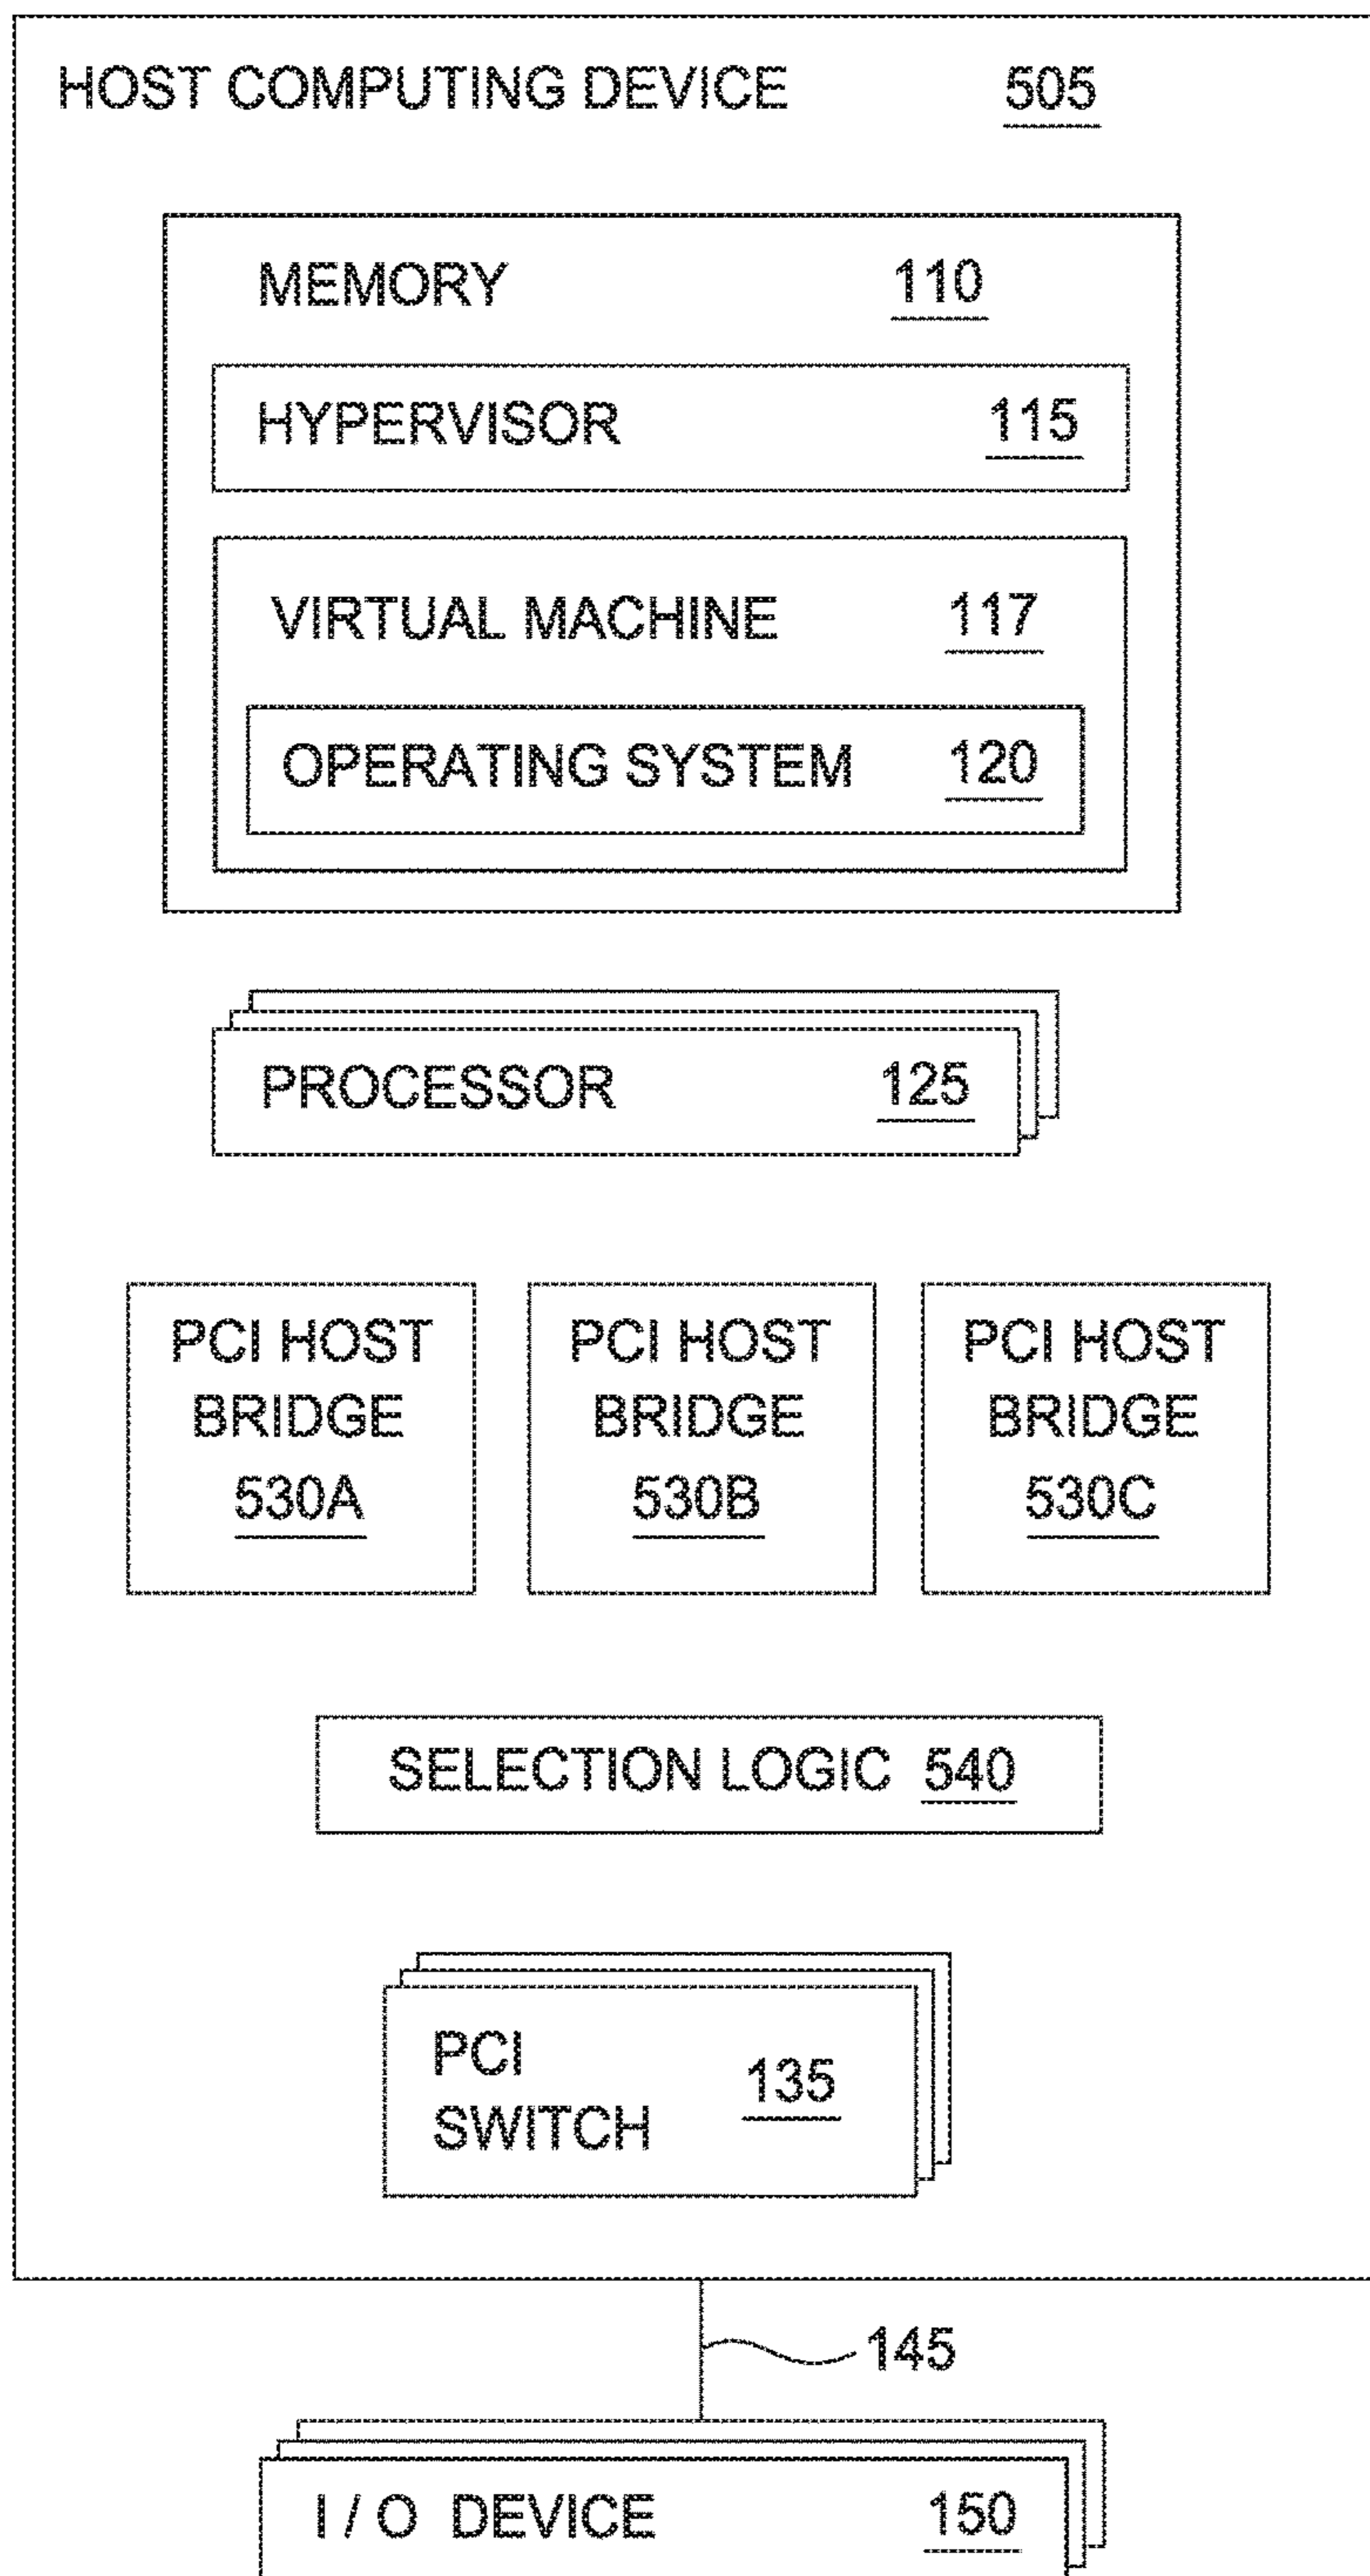 HOST COMPUTING DEVICE 505
MEMORY 110
HYPERVISOR 115
VIRTUAL MACHINE 117
OPERATING SYSTEM 120
PROCESSOR 125
PCI HOST BRIDGE 530A
PCI HOST BRIDGE 530B
PCI HOST BRIDGE 530C
SELECTION LOGIC 540
PCI
SWITCH 135
145
I / O DEVICE 150